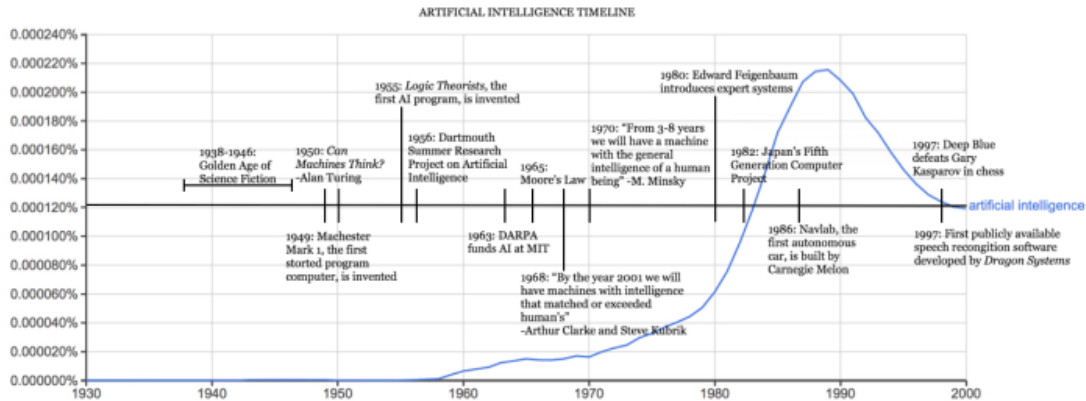 ARTIFICIAL INTELLIGENCE TIMELINE
0.000240%
0.000220%
0.000200%
0.000180%
0.000160%
0.000140%
0.000120%
0.000100%
0.000080%
0.000060%
0.000040%
0.000020%
0.000000%
1938-1946:
Golden Age of
Science Fiction
1949: Machester
Mark 1, the first
storted program
computer, is invented
1950: Can
Machines Think?
-Alan Turing
1955: Logic Theorists, the
first AI program, is invented
1956: Dartmouth
Summer Research
Project on Artificial
Intelligence
1963: DARPA
funds AI at MIT
1965:
Moore's Law
1968: "By the year 2001 we will
have machines with intelligence
that matched or exceeded
human's"
-Arthur Clarke and Steve Kubrik
1970: "From 3-8 years
we will have a machine
with the general
intelligence of a human
being" -M. Minsky
1980: Edward Feigenbaum
introduces expert systems
1982: Japan's Fifth
Generation Computer
Project
1986: Navlab, the
first autonomous
car, is built by
Carnegie Melon
1997: Deep Blue
defeats Gary
Kasparov in chess
artificial intelligence
1997: First publicly available
speech recongition software
developed by Dragon Systems
1930
1940
1950
1960
1970
1980
1990
2000